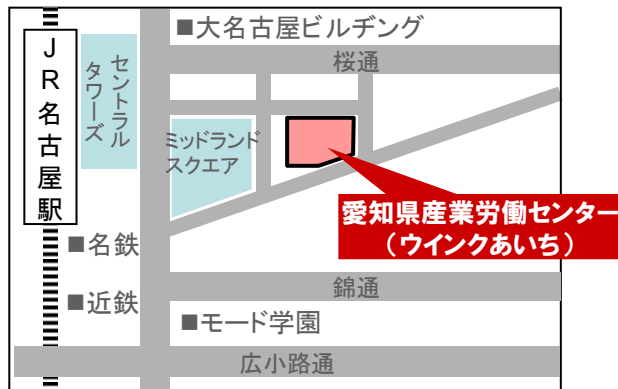 ■大名古屋ビルヂング
桜通
JR名古屋駅
セントラル
タワーズ
ミッドランド
スクエア
愛知県産業労働センター
（ウインクあいち）
■名鉄
錦通
■近鉄
■モード学園
広小路通